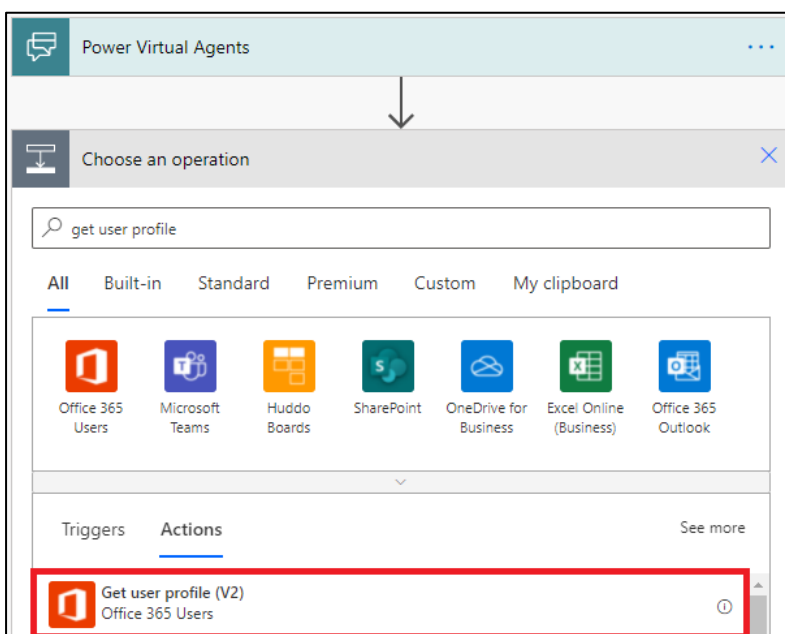 Power Virtual Agents
Choose an operation
get user profile
All Built-in Standard Premium Custom My clipboard
Office 365 Users
Microsoft Teams
Huddo Boards
SharePoint
OneDrive for Business
Excel Online (Business)
Office 365 Outlook
Triggers Actions See more
Get user profile (V2)
Office 365 Users